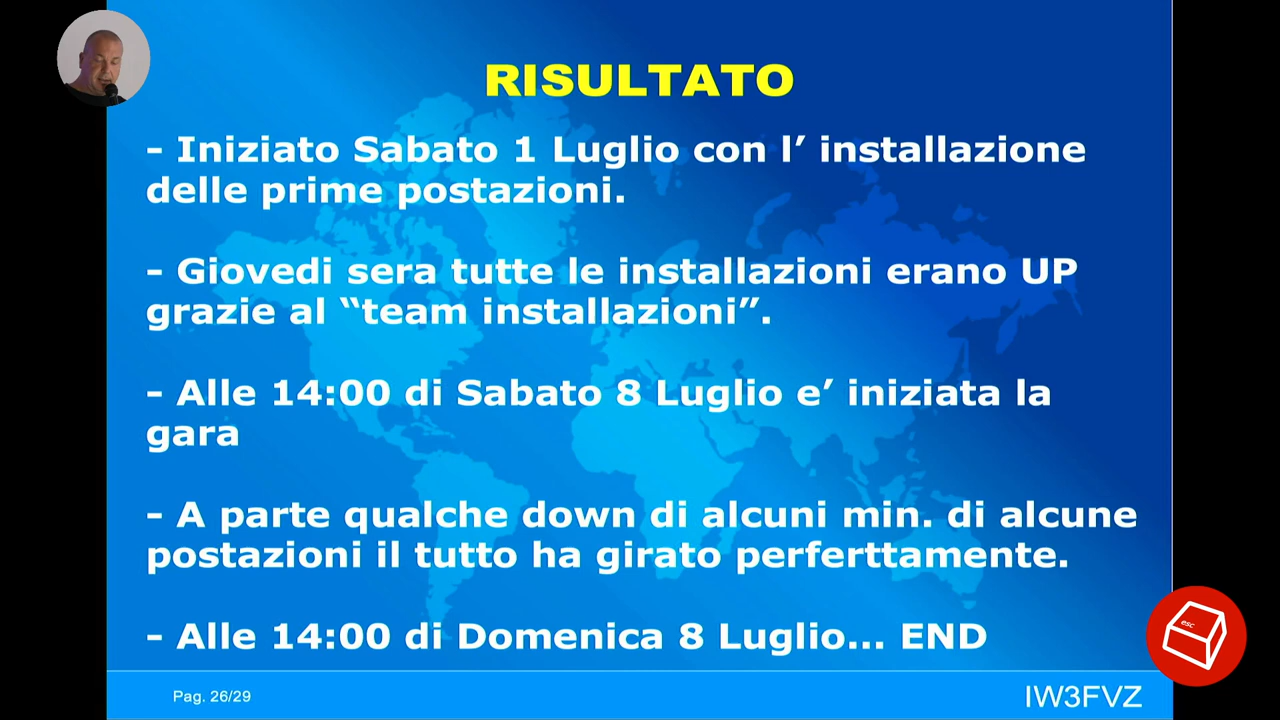 RISULTATO
- Iniziato Sabato 1 Luglio con l’ installazione
delle prime postazioni.
- Giovedi sera tutte le installazioni erano UP
grazie al “team installazioni”.
- Alle 14:00 di Sabato 8 Luglio e’ iniziata la
gara
- A parte qualche down di alcuni min. di alcune
postazioni il tutto ha girato perferttamente.
- Alle 14:00 di Domenica 8 Luglio... END
Pag. 26/29
IW3FVZ
esc